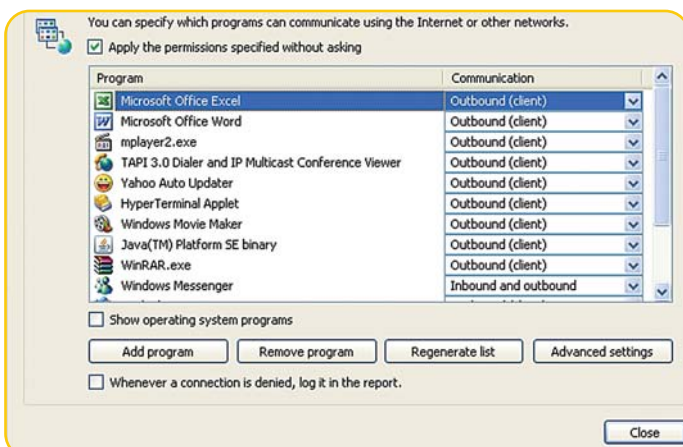 You can specify which programs can communicate using the Internet or other networks.
Apply the permissions specified without asking
Program Communication
Microsoft Office Excel Outbound (client)
Microsoft Office Word Outbound (client)
mplayer2.exe Outbound (client)
TAPI 3.0 Dialer and IP Multicast Conference Viewer Outbound (client)
Yahoo Auto Updater Outbound (client)
HyperTerminal Applet Outbound (client)
Windows Movie Maker Outbound (client)
Java(TM) Platform SE binary Outbound (client)
WinRAR.exe Outbound (client)
Windows Messenger Inbound and outbound
Show operating system programs
Add program Remove program Regenerate list Advanced settings
Whenever a connection is denied, log it in the report.
Close